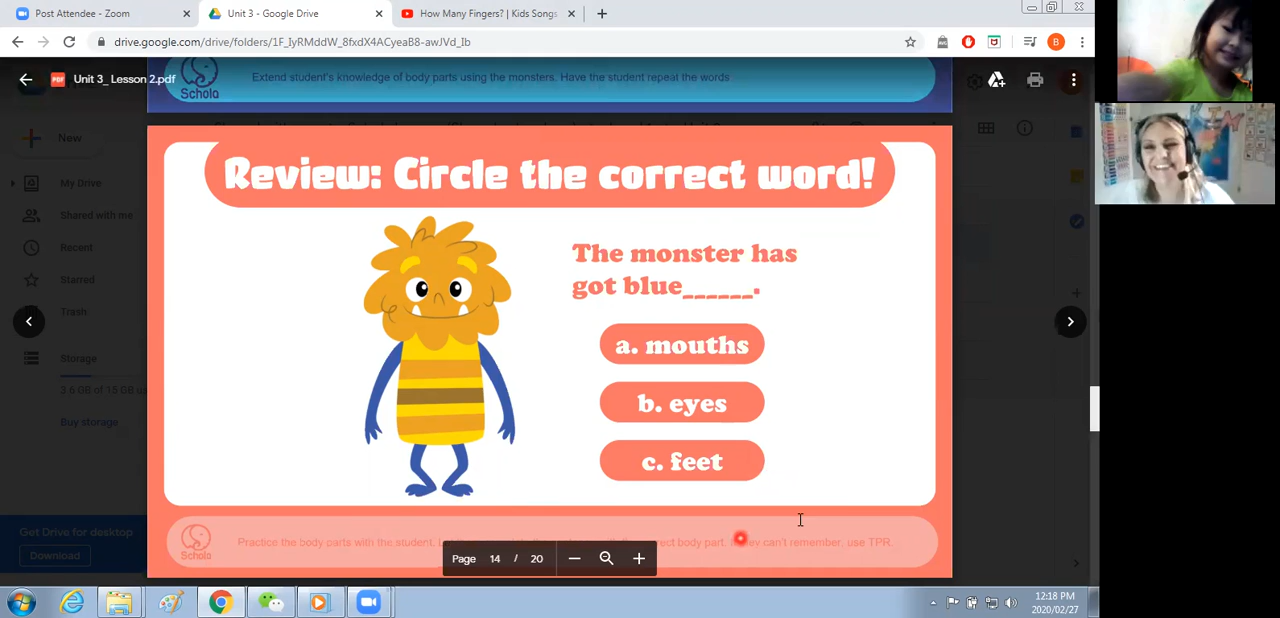 Post Attendee - Zoom
Unit 3 - Google Drive
How Many Fingers? | Kids Songs
drive.google.com/drive/folders/1F_IyRMddW_8fxdX4ACyeaB8-awJVd_Ib
B
PDF
Unit 3_ Lesson 2.pdf
Schola
Extend student's knowledge of body parts using the monsters. Have the student repeat the words
New
My Drive
Shared with me
Recent
Starred
Trash
Storage
Buy storage
Get Drive for desktop
Download
Review: Circle the correct word!
The monster has
got blue______.
a. mouths
b. eyes
c. feet
Schola
Practice the body parts with the student.
can't remember, use TPR.
Page 14 / 20
12:18 PM
2020/02/27